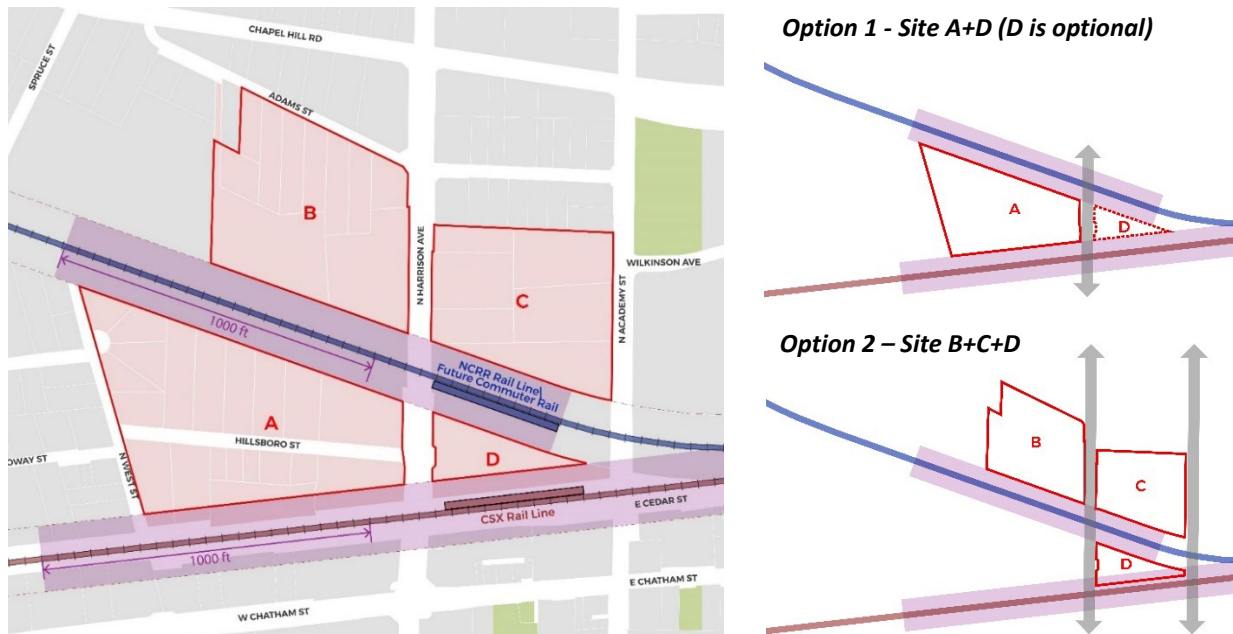 CHAPEL HILL RD
SPRUCE ST
ADAMS ST
B
N HARRISON AVE
WILKINSON AVE
N ACADEMY ST
C
1000 ft
NCRR Rail Line\
Future Commuter Rail
A
HILLSBORO ST
OWAY ST
N WEST ST
D
E CEDAR ST
CSX Rail Line
1000 ft
E CHATHAM ST
W CHATHAM ST
Option 1 - Site A+D (D is optional)
A
D
Option 2 – Site B+C+D
B
C
D